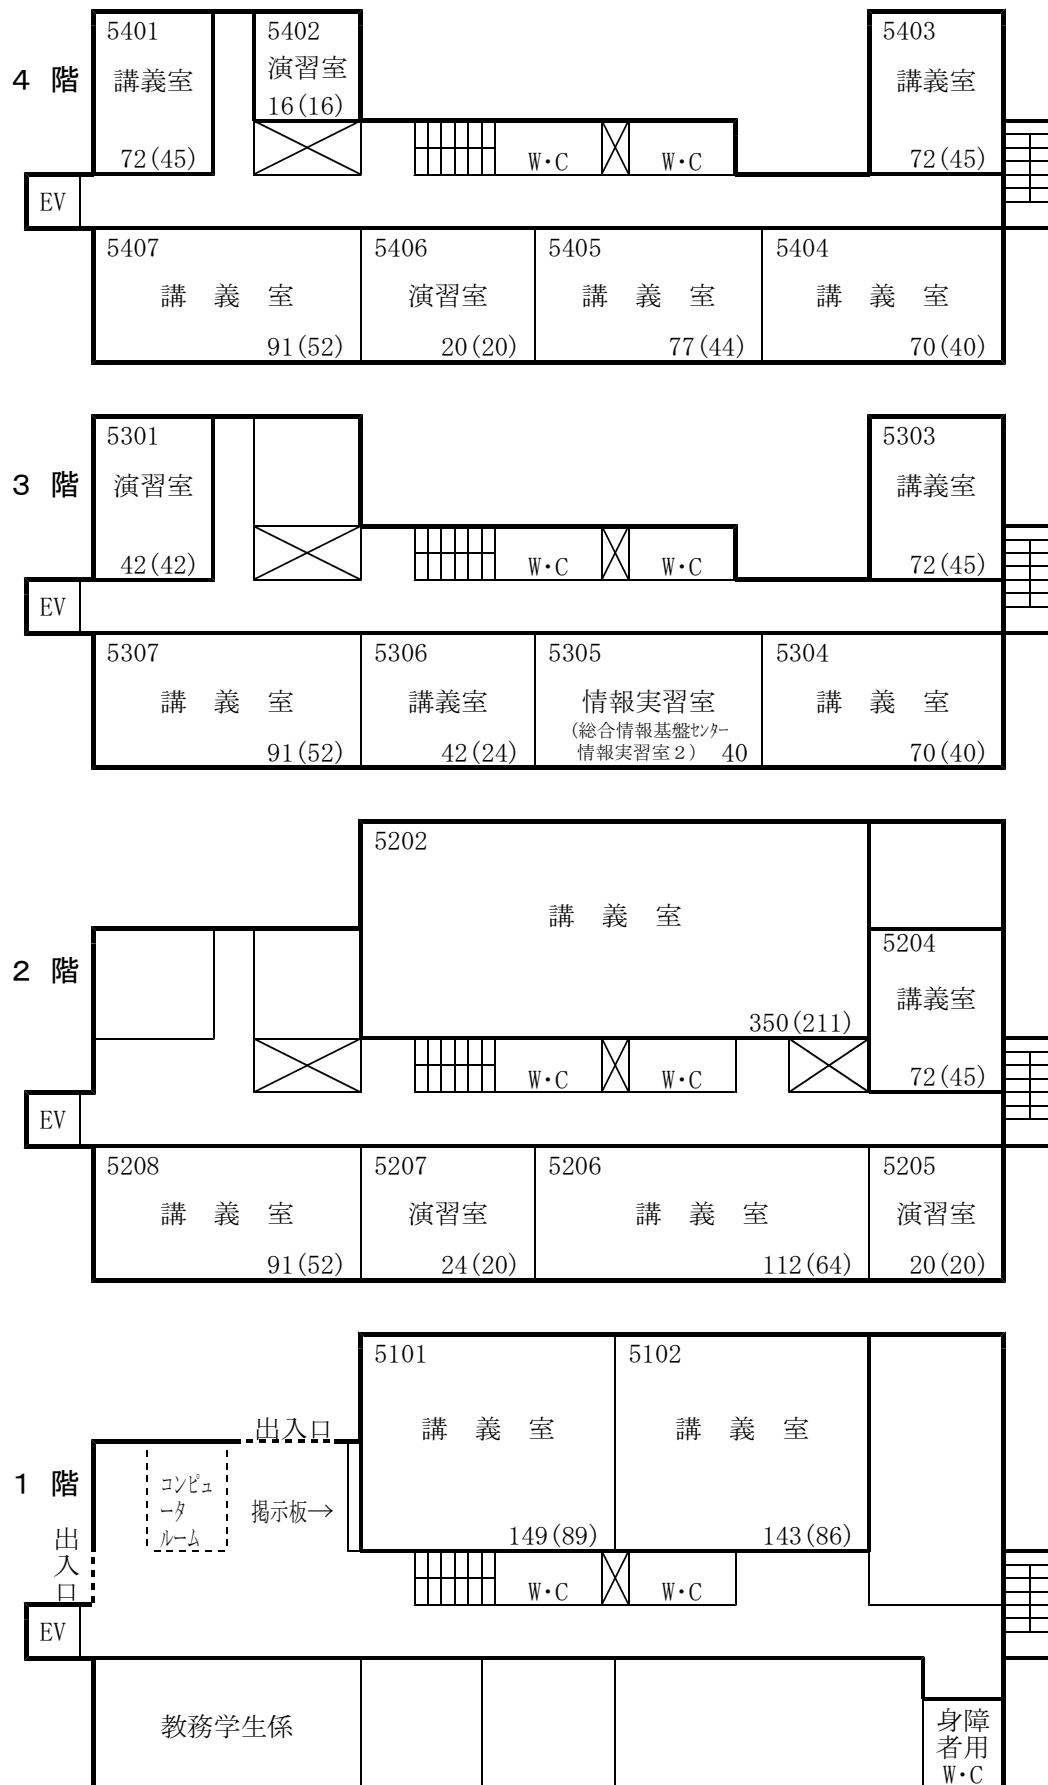 4 階
5401
講義室
72(45)
5402
演習室
16(16)
5403
講義室
72(45)
W・C
W・C
EV
5407
講 義 室
91(52)
5406
演習室
20(20)
5405
講 義 室
77(44)
5404
講 義 室
70(40)
3 階
5301
演習室
42(42)
5303
講義室
72(45)
W・C
W・C
EV
5307
講 義 室
91(52)
5306
講義室
42(24)
5305
情報実習室
(総合情報基盤センター
情報実習室2) 40
5304
講 義 室
70(40)
2 階
5202
講 義 室
350(211)
5204
講義室
72(45)
W・C
W・C
EV
5208
講 義 室
91(52)
5207
演習室
24(20)
5206
講 義 室
112(64)
5205
演習室
20(20)
1 階
5101
講 義 室
149(89)
5102
講 義 室
143(86)
出入口
コンピュ
ータ
ルーム
掲示板→
出
入
口
W・C
W・C
EV
教務学生係
身障
者用
W・C